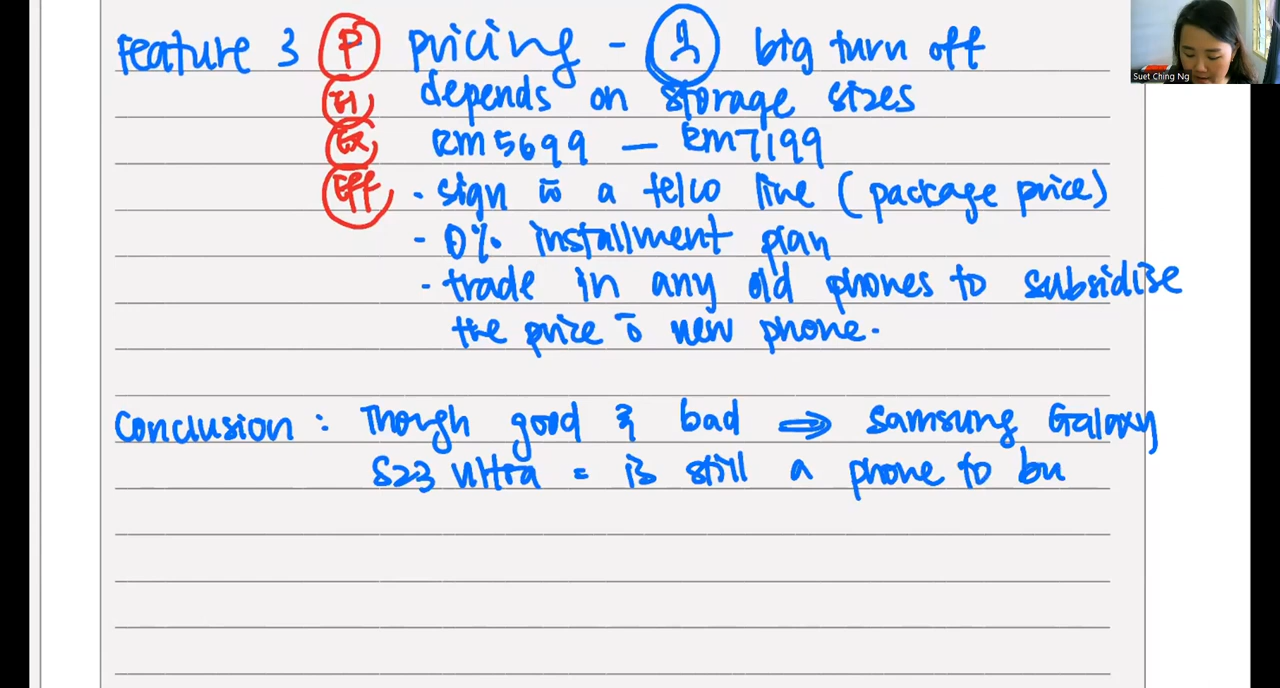 Feature 3 P pricing - big turn off
El depends on storage sizes
EX RM5699 — RM7199
Eff · sign w̄ a telco line (package price)
- 0% installment plan
· trade in any old phones to subsidise
the price w̄ new phone.
Conclusion : Though good & bad ⇒ Samsung Galaxy
S23 ultra = is still a phone to bu
Suet Ching Ng